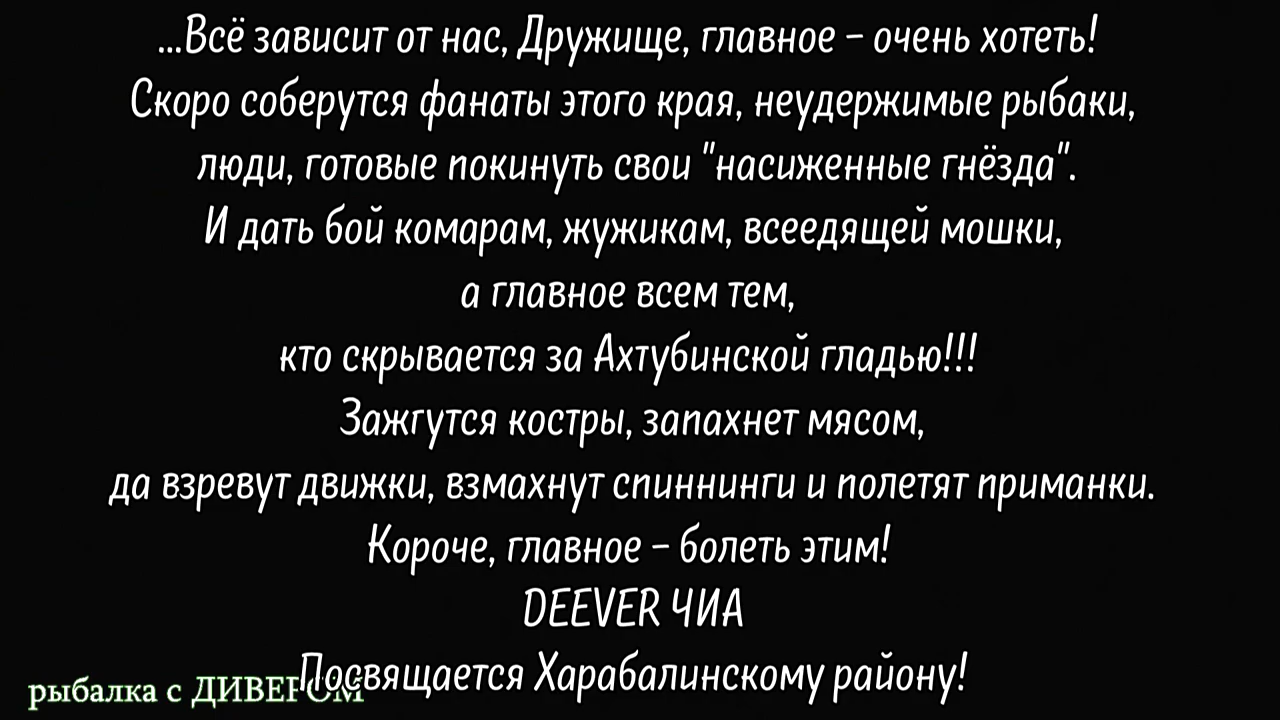 ...Всё зависит от нас, Дружище, главное – очень хотеть!
Скоро соберутся фанаты этого края, неудержимые рыбаки,
люди, готовые покинуть свои "насиженные гнёзда".
И дать бой комарам, жужикам, всеедящей мошки,
а главное всем тем,
кто скрывается за Ахтубинской гладью!!!
Зажгутся костры, запахнет мясом,
да взревут движки, взмахнут спиннинги и полетят приманки.
Короче, главное – болеть этим!
DEEVER ЧИА
Посвящается Харабалинскому району!
рыбалка с ДИВЕРОМ